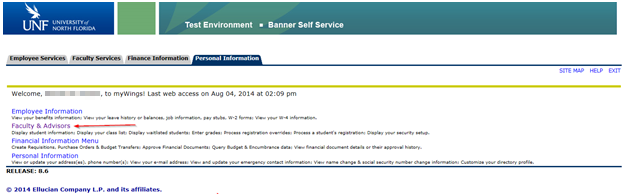 UNF UNIVERSITY of
NORTH FLORIDA
Test Environment ▪ Banner Self Service
Employee Services Faculty Services Finance Information Personal Information
SITE MAP HELP EXIT
Welcome, , to myWings! Last web access on Aug 04, 2014 at 02:09 pm
Employee Information
View your benefits information; View your leave history or balances, job information, pay stubs, W-2 forms; View your W-4 information.
Faculty & Advisors
Display student information; Display your class list; Display waitlisted students; Enter grades; Process registration overrides; Process a student's registration; Display your security setup.
Financial Information Menu
Create Requisitions, Purchase Orders & Budget Transfers; Approve Financial Documents; Query Budget & Encumbrance data; View financial document details or their approval history.
Personal Information
View or update your address(es), phone number(s); View your e-mail address; View and update your emergency contact information; View name change & social security number change information; Customize your directory profile.
RELEASE: 8.6
© 2014 Ellucian Company L.P. and its affiliates.